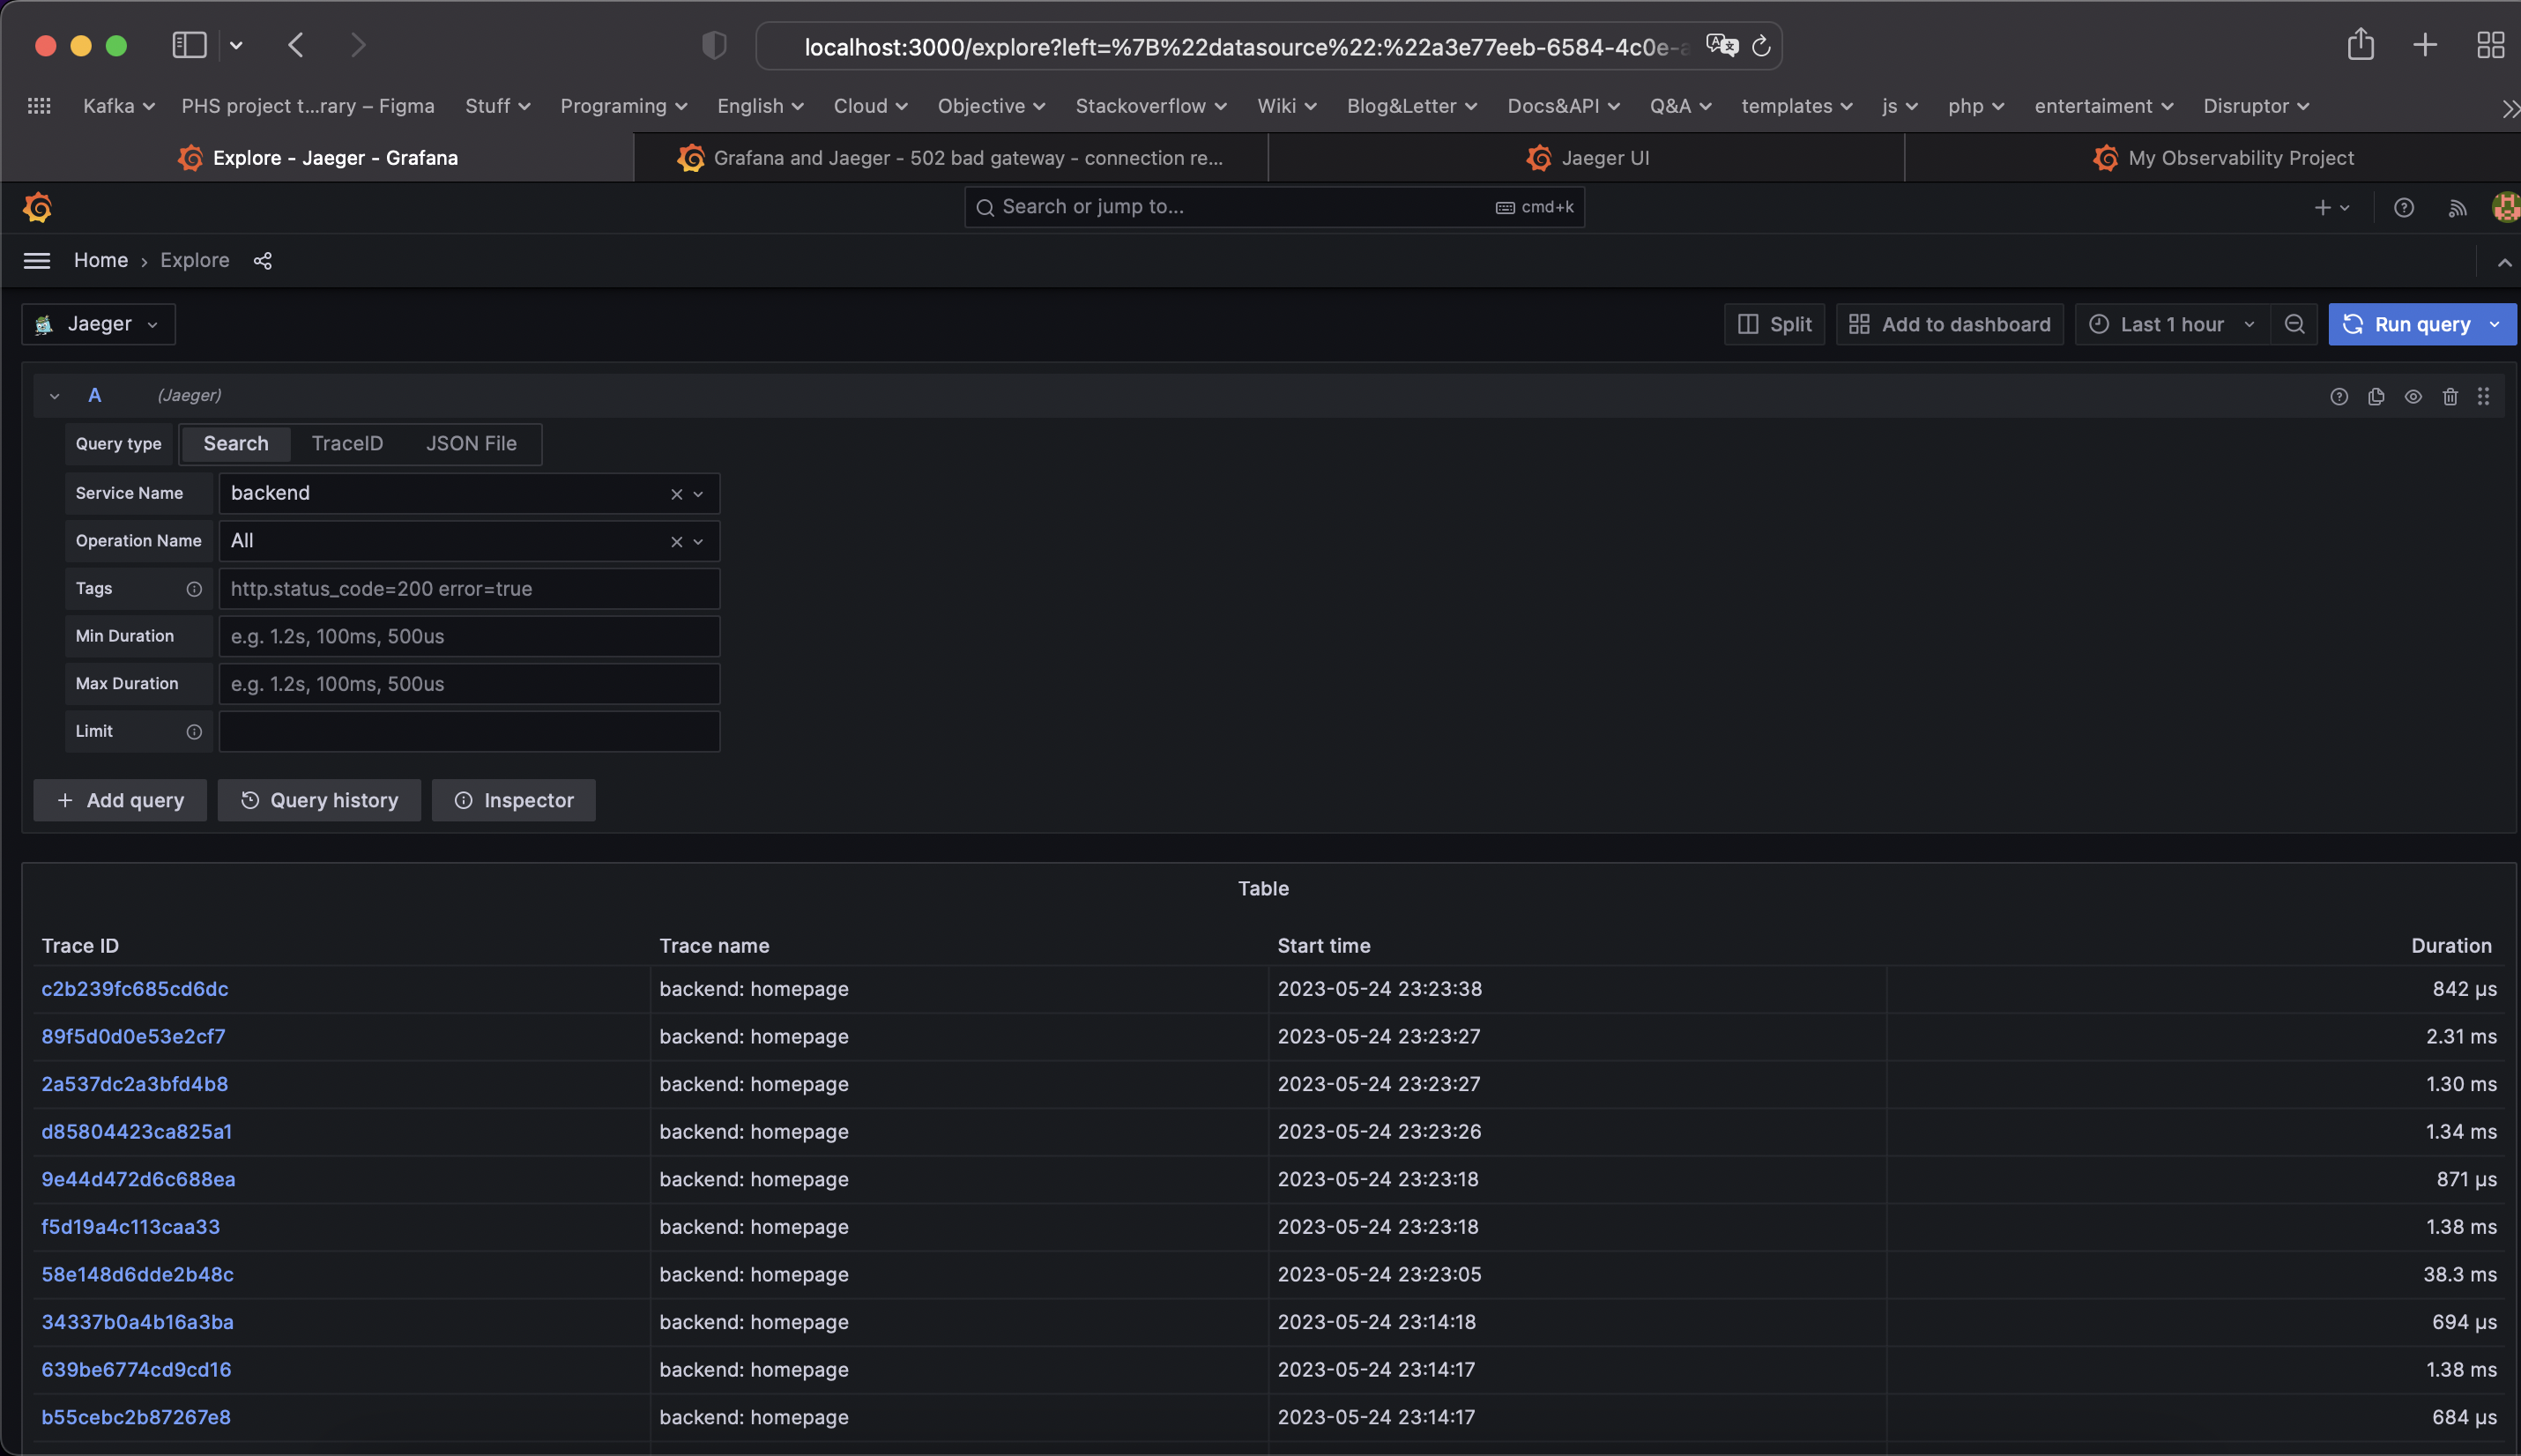 localhost:3000/explore?left=%7B%22datasource%22:%22a3e77eeb-6584-4c0e-a
Kafka PHS project t...rary – Figma Stuff Programing English Cloud Objective Stackoverflow Wiki Blog&Letter Docs&API Q&A templates js php entertaiment Disruptor
Explore - Jaeger - Grafana Grafana and Jaeger - 502 bad gateway - connection re... Jaeger UI My Observability Project
Search or jump to... cmd+k
Home › Explore
Jaeger Split Add to dashboard Last 1 hour Run query
A (Jaeger)
Query type Search TraceID JSON File
Service Name backend
Operation Name All
Tags http.status_code=200 error=true
Min Duration e.g. 1.2s, 100ms, 500us
Max Duration e.g. 1.2s, 100ms, 500us
Limit
+ Add query Query history Inspector
Table
Trace ID Trace name Start time Duration
c2b239fc685cd6dc backend: homepage 2023-05-24 23:23:38 842 µs
89f5d0d0e53e2cf7 backend: homepage 2023-05-24 23:23:27 2.31 ms
2a537dc2a3bfd4b8 backend: homepage 2023-05-24 23:23:27 1.30 ms
d85804423ca825a1 backend: homepage 2023-05-24 23:23:26 1.34 ms
9e44d472d6c688ea backend: homepage 2023-05-24 23:23:18 871 µs
f5d19a4c113caa33 backend: homepage 2023-05-24 23:23:18 1.38 ms
58e148d6dde2b48c backend: homepage 2023-05-24 23:23:05 38.3 ms
34337b0a4b16a3ba backend: homepage 2023-05-24 23:14:18 694 µs
639be6774cd9cd16 backend: homepage 2023-05-24 23:14:17 1.38 ms
b55cebc2b87267e8 backend: homepage 2023-05-24 23:14:17 684 µs